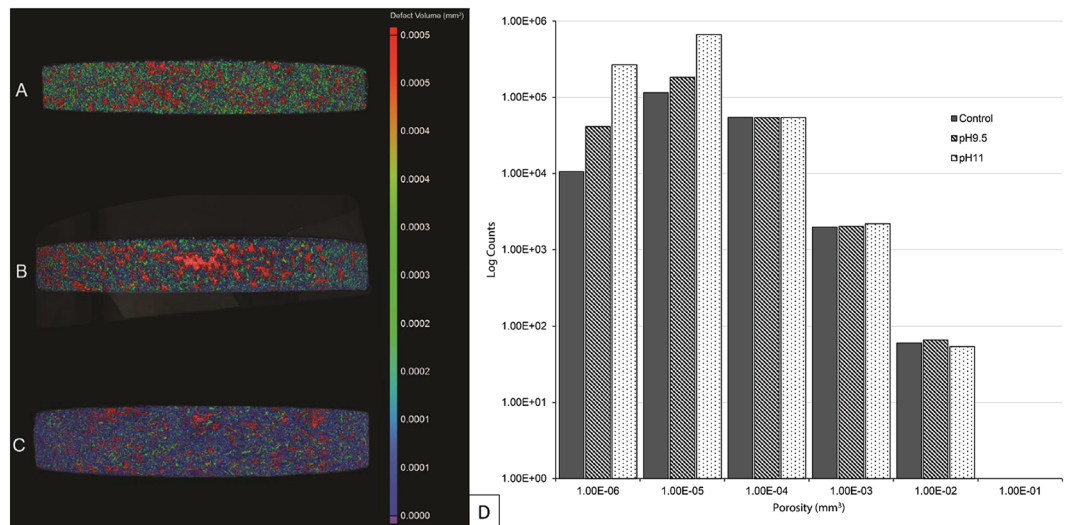 Defect Volume (mm³)
0.0005
0.0005
0.0004
0.0004
0.0003
0.0003
0.0002
0.0002
0.0001
0.0001
0.0000
A
B
C
D
1.00E+06
1.00E+05
1.00E+04
1.00E+03
1.00E+02
1.00E+01
1.00E+00
Log Counts
Control
pH9.5
pH11
1.00E-06 1.00E-05 1.00E-04 1.00E-03 1.00E-02 1.00E-01
Porosity (mm³)